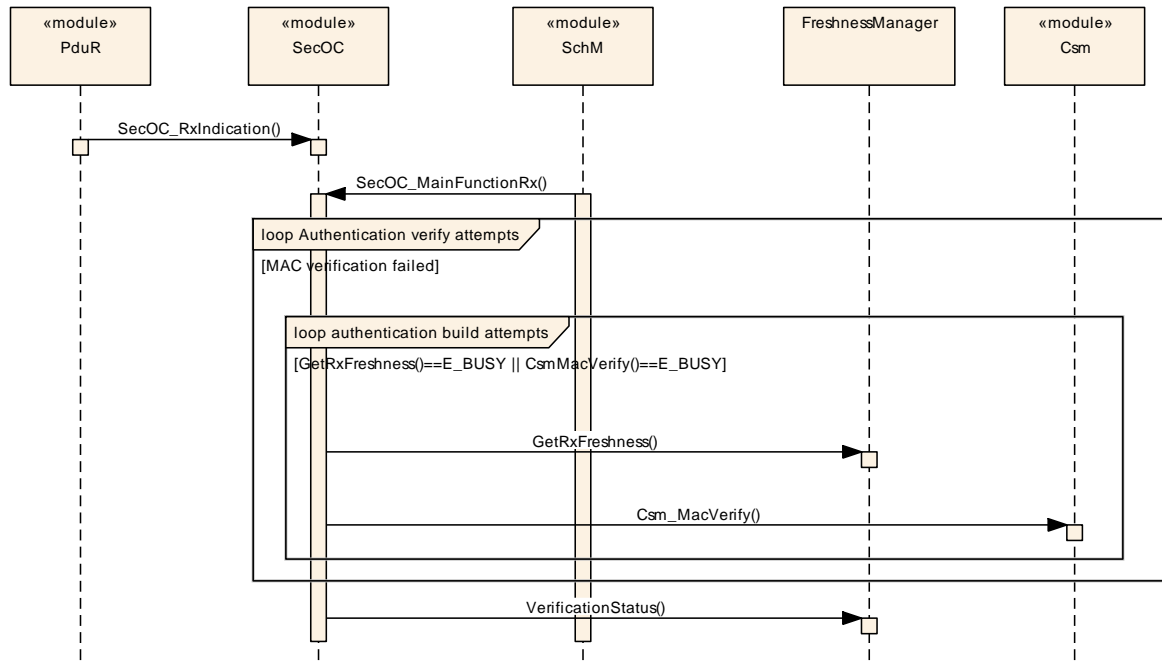 «module»
PduR
«module»
SecOC
«module»
SchM
FreshnessManager
«module»
Csm
SecOC_RxIndication()
SecOC_MainFunctionRx()
loop Authentication verify attempts
[MAC verification failed]
loop authentication build attempts
[GetRxFreshness()==E_BUSY || CsmMacVerify()==E_BUSY]
GetRxFreshness()
Csm_MacVerify()
VerificationStatus()